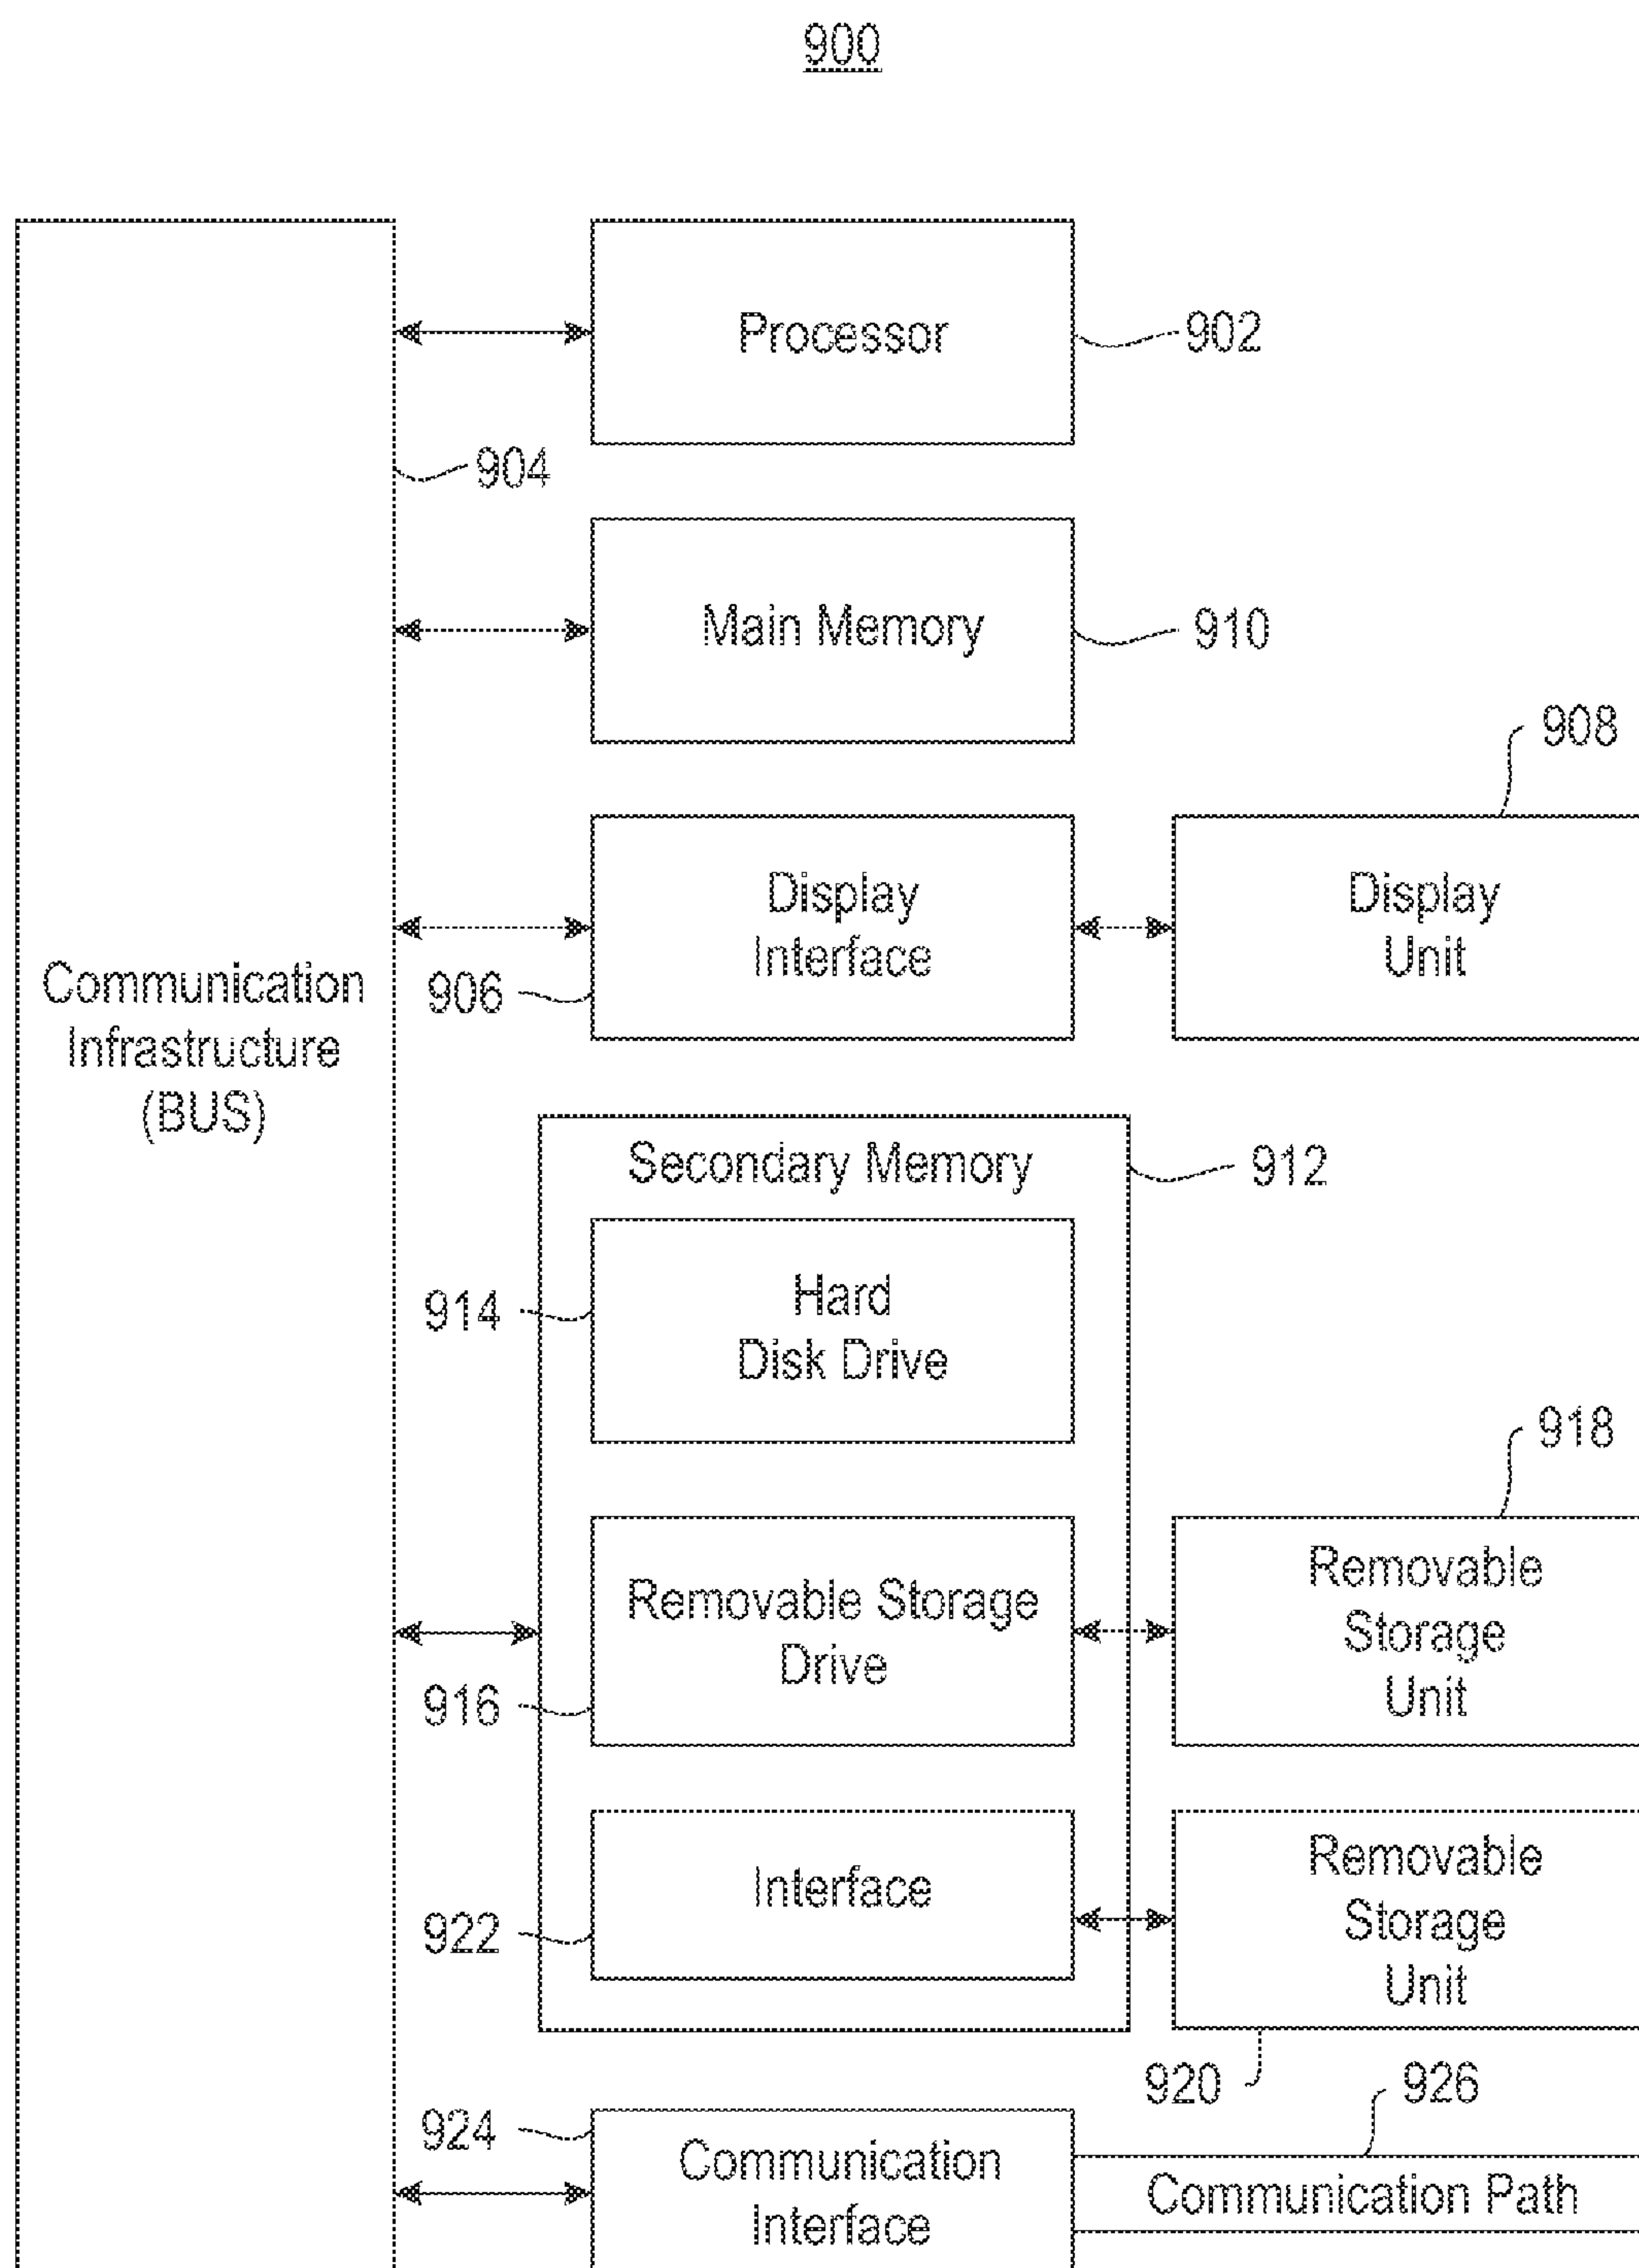 900
Processor
902
904
Main Memory
910
908
Display
Interface
Display
Unit
906
Communication
Infrastructure
(BUS)
Secondary Memory
912
Hard
Disk Drive
914
918
Removable Storage
Drive
Removable
Storage
Unit
916
Interface
Removable
Storage
Unit
922
920
926
924
Communication
Interface
Communication Path